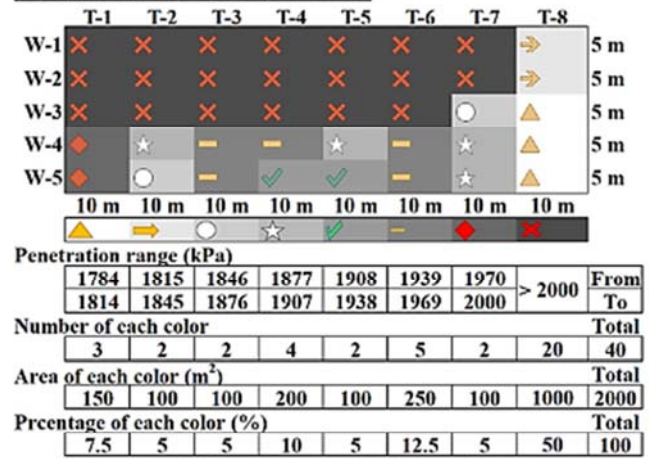 T-1 T-2 T-3 T-4 T-5 T-6 T-7 T-8
W-1 5 m
W-2 5 m
W-3 5 m
W-4 5 m
W-5 5 m
10 m 10 m 10 m 10 m 10 m 10 m 10 m 10 m
Penetration range (kPa)
1784 1815 1846 1877 1908 1939 1970 > 2000 From
1814 1845 1876 1907 1938 1969 2000 To
Number of each color Total
3 2 2 4 2 5 2 20 40
Area of each color (m²) Total
150 100 100 200 100 250 100 1000 2000
Prcentage of each color (%) Total
7.5 5 5 10 5 12.5 5 50 100